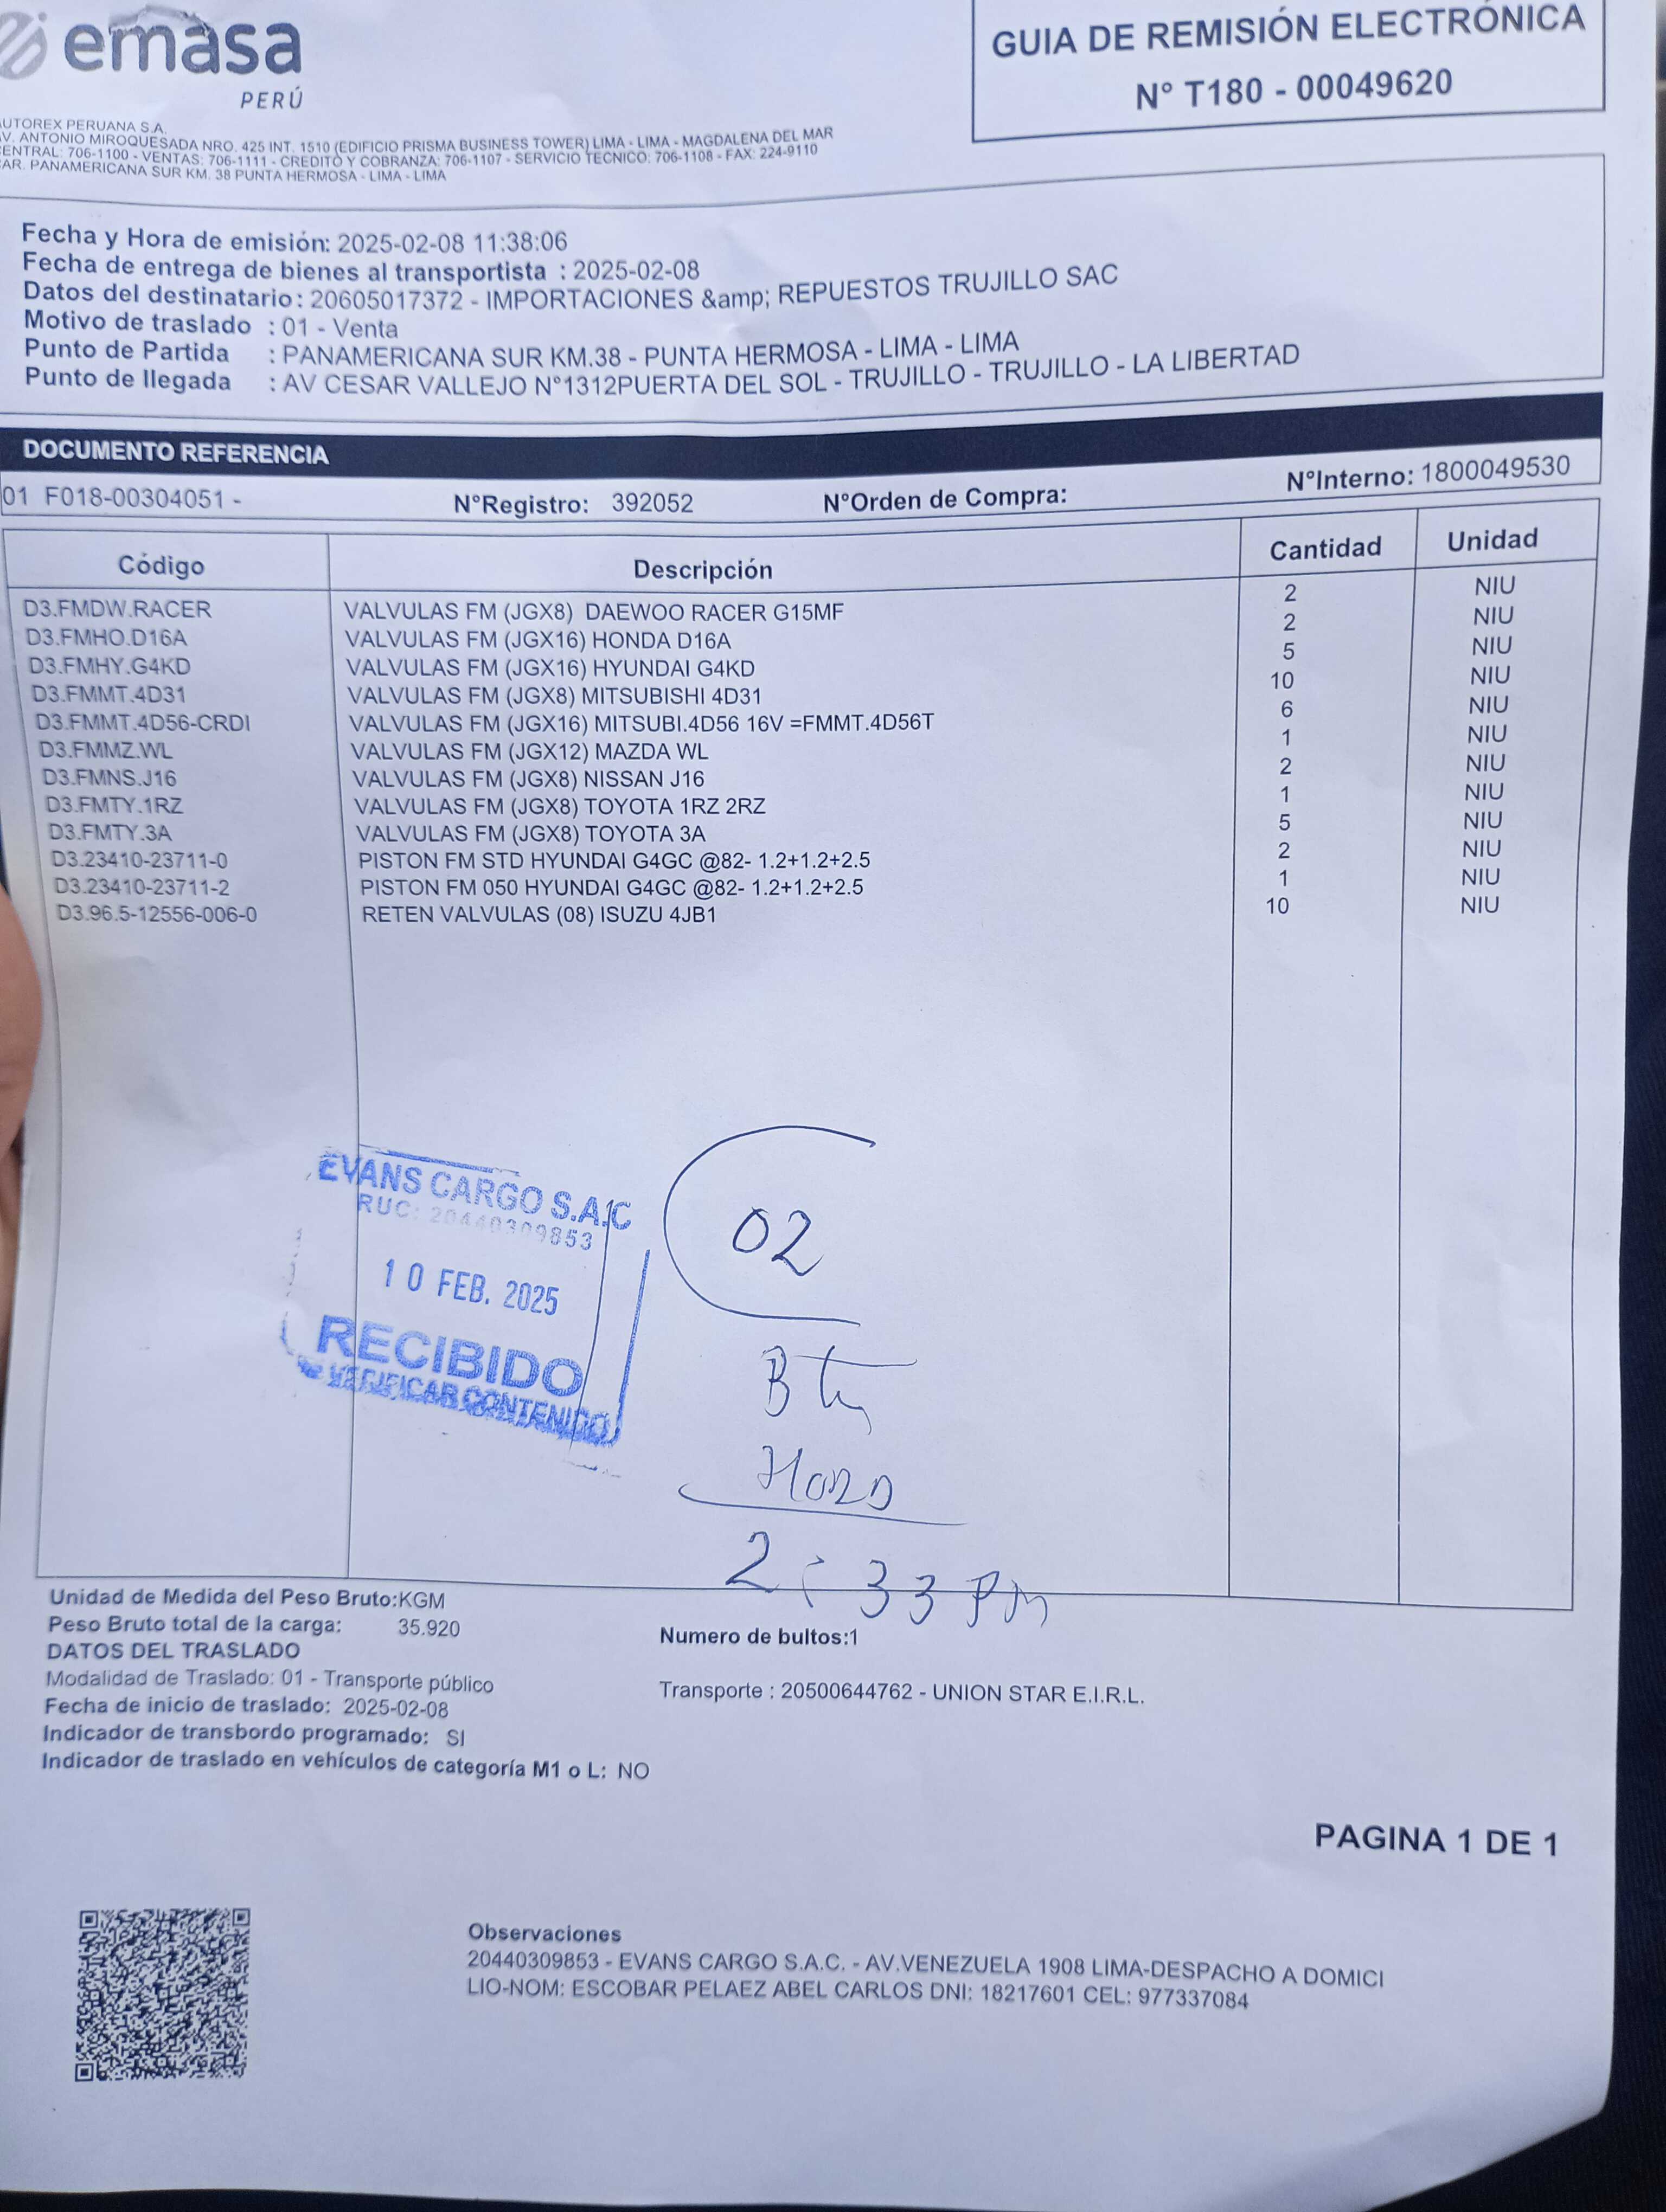 emasa
PERÚ
GUIA DE REMISIÓN ELECTRÓNICA
N° T180 - 00049620
AUTOREX PERUANA S.A.
AV. ANTONIO MIROQUESADA NRO. 425 INT. 1510 (EDIFICIO PRISMA BUSINESS TOWER) LIMA - LIMA - MAGDALENA DEL MAR
CENTRAL: 706-1100 - VENTAS: 706-1111 - CREDITO Y COBRANZA: 706-1107 - SERVICIO TECNICO: 706-1108 - FAX: 224-9110
CAR. PANAMERICANA SUR KM. 38 PUNTA HERMOSA - LIMA - LIMA
Fecha y Hora de emisión: 2025-02-08 11:38:06
Fecha de entrega de bienes al transportista : 2025-02-08
Datos del destinatario: 20605017372 - IMPORTACIONES &amp; REPUESTOS TRUJILLO SAC
Motivo de traslado : 01 - Venta
Punto de Partida : PANAMERICANA SUR KM.38 - PUNTA HERMOSA - LIMA - LIMA
Punto de llegada : AV CESAR VALLEJO N°1312PUERTA DEL SOL - TRUJILLO - TRUJILLO - LA LIBERTAD
DOCUMENTO REFERENCIA
01 F018-00304051 - N°Registro: 392052 N°Orden de Compra: N°Interno: 1800049530
Código Descripción Cantidad Unidad
D3.FMDW.RACER VALVULAS FM (JGX8) DAEWOO RACER G15MF 2 NIU
D3.FMHO.D16A VALVULAS FM (JGX16) HONDA D16A 2 NIU
D3.FMHY.G4KD VALVULAS FM (JGX16) HYUNDAI G4KD 5 NIU
D3.FMMT.4D31 VALVULAS FM (JGX8) MITSUBISHI 4D31 10 NIU
D3.FMMT.4D56-CRDI VALVULAS FM (JGX16) MITSUBI.4D56 16V =FMMT.4D56T 6 NIU
D3.FMMZ.WL VALVULAS FM (JGX12) MAZDA WL 1 NIU
D3.FMNS.J16 VALVULAS FM (JGX8) NISSAN J16 2 NIU
D3.FMTY.1RZ VALVULAS FM (JGX8) TOYOTA 1RZ 2RZ 1 NIU
D3.FMTY.3A VALVULAS FM (JGX8) TOYOTA 3A 5 NIU
D3.23410-23711-0 PISTON FM STD HYUNDAI G4GC @82- 1.2+1.2+2.5 2 NIU
D3.23410-23711-2 PISTON FM 050 HYUNDAI G4GC @82- 1.2+1.2+2.5 1 NIU
D3.96.5-12556-006-0 RETEN VALVULAS (08) ISUZU 4JB1 10 NIU
EVANS CARGO S.A.C
RUC: 20440309853
10 FEB. 2025
RECIBIDO
VERIFICAR CONTENIDO
02
2:33 PM
Unidad de Medida del Peso Bruto:KGM
Peso Bruto total de la carga: 35.920
Numero de bultos:1
DATOS DEL TRASLADO
Modalidad de Traslado: 01 - Transporte público
Transporte : 20500644762 - UNION STAR E.I.R.L.
Fecha de inicio de traslado: 2025-02-08
Indicador de transbordo programado: SI
Indicador de traslado en vehículos de categoría M1 o L: NO
PAGINA 1 DE 1
Observaciones
20440309853 - EVANS CARGO S.A.C. - AV.VENEZUELA 1908 LIMA-DESPACHO A DOMICI
LIO-NOM: ESCOBAR PELAEZ ABEL CARLOS DNI: 18217601 CEL: 977337084